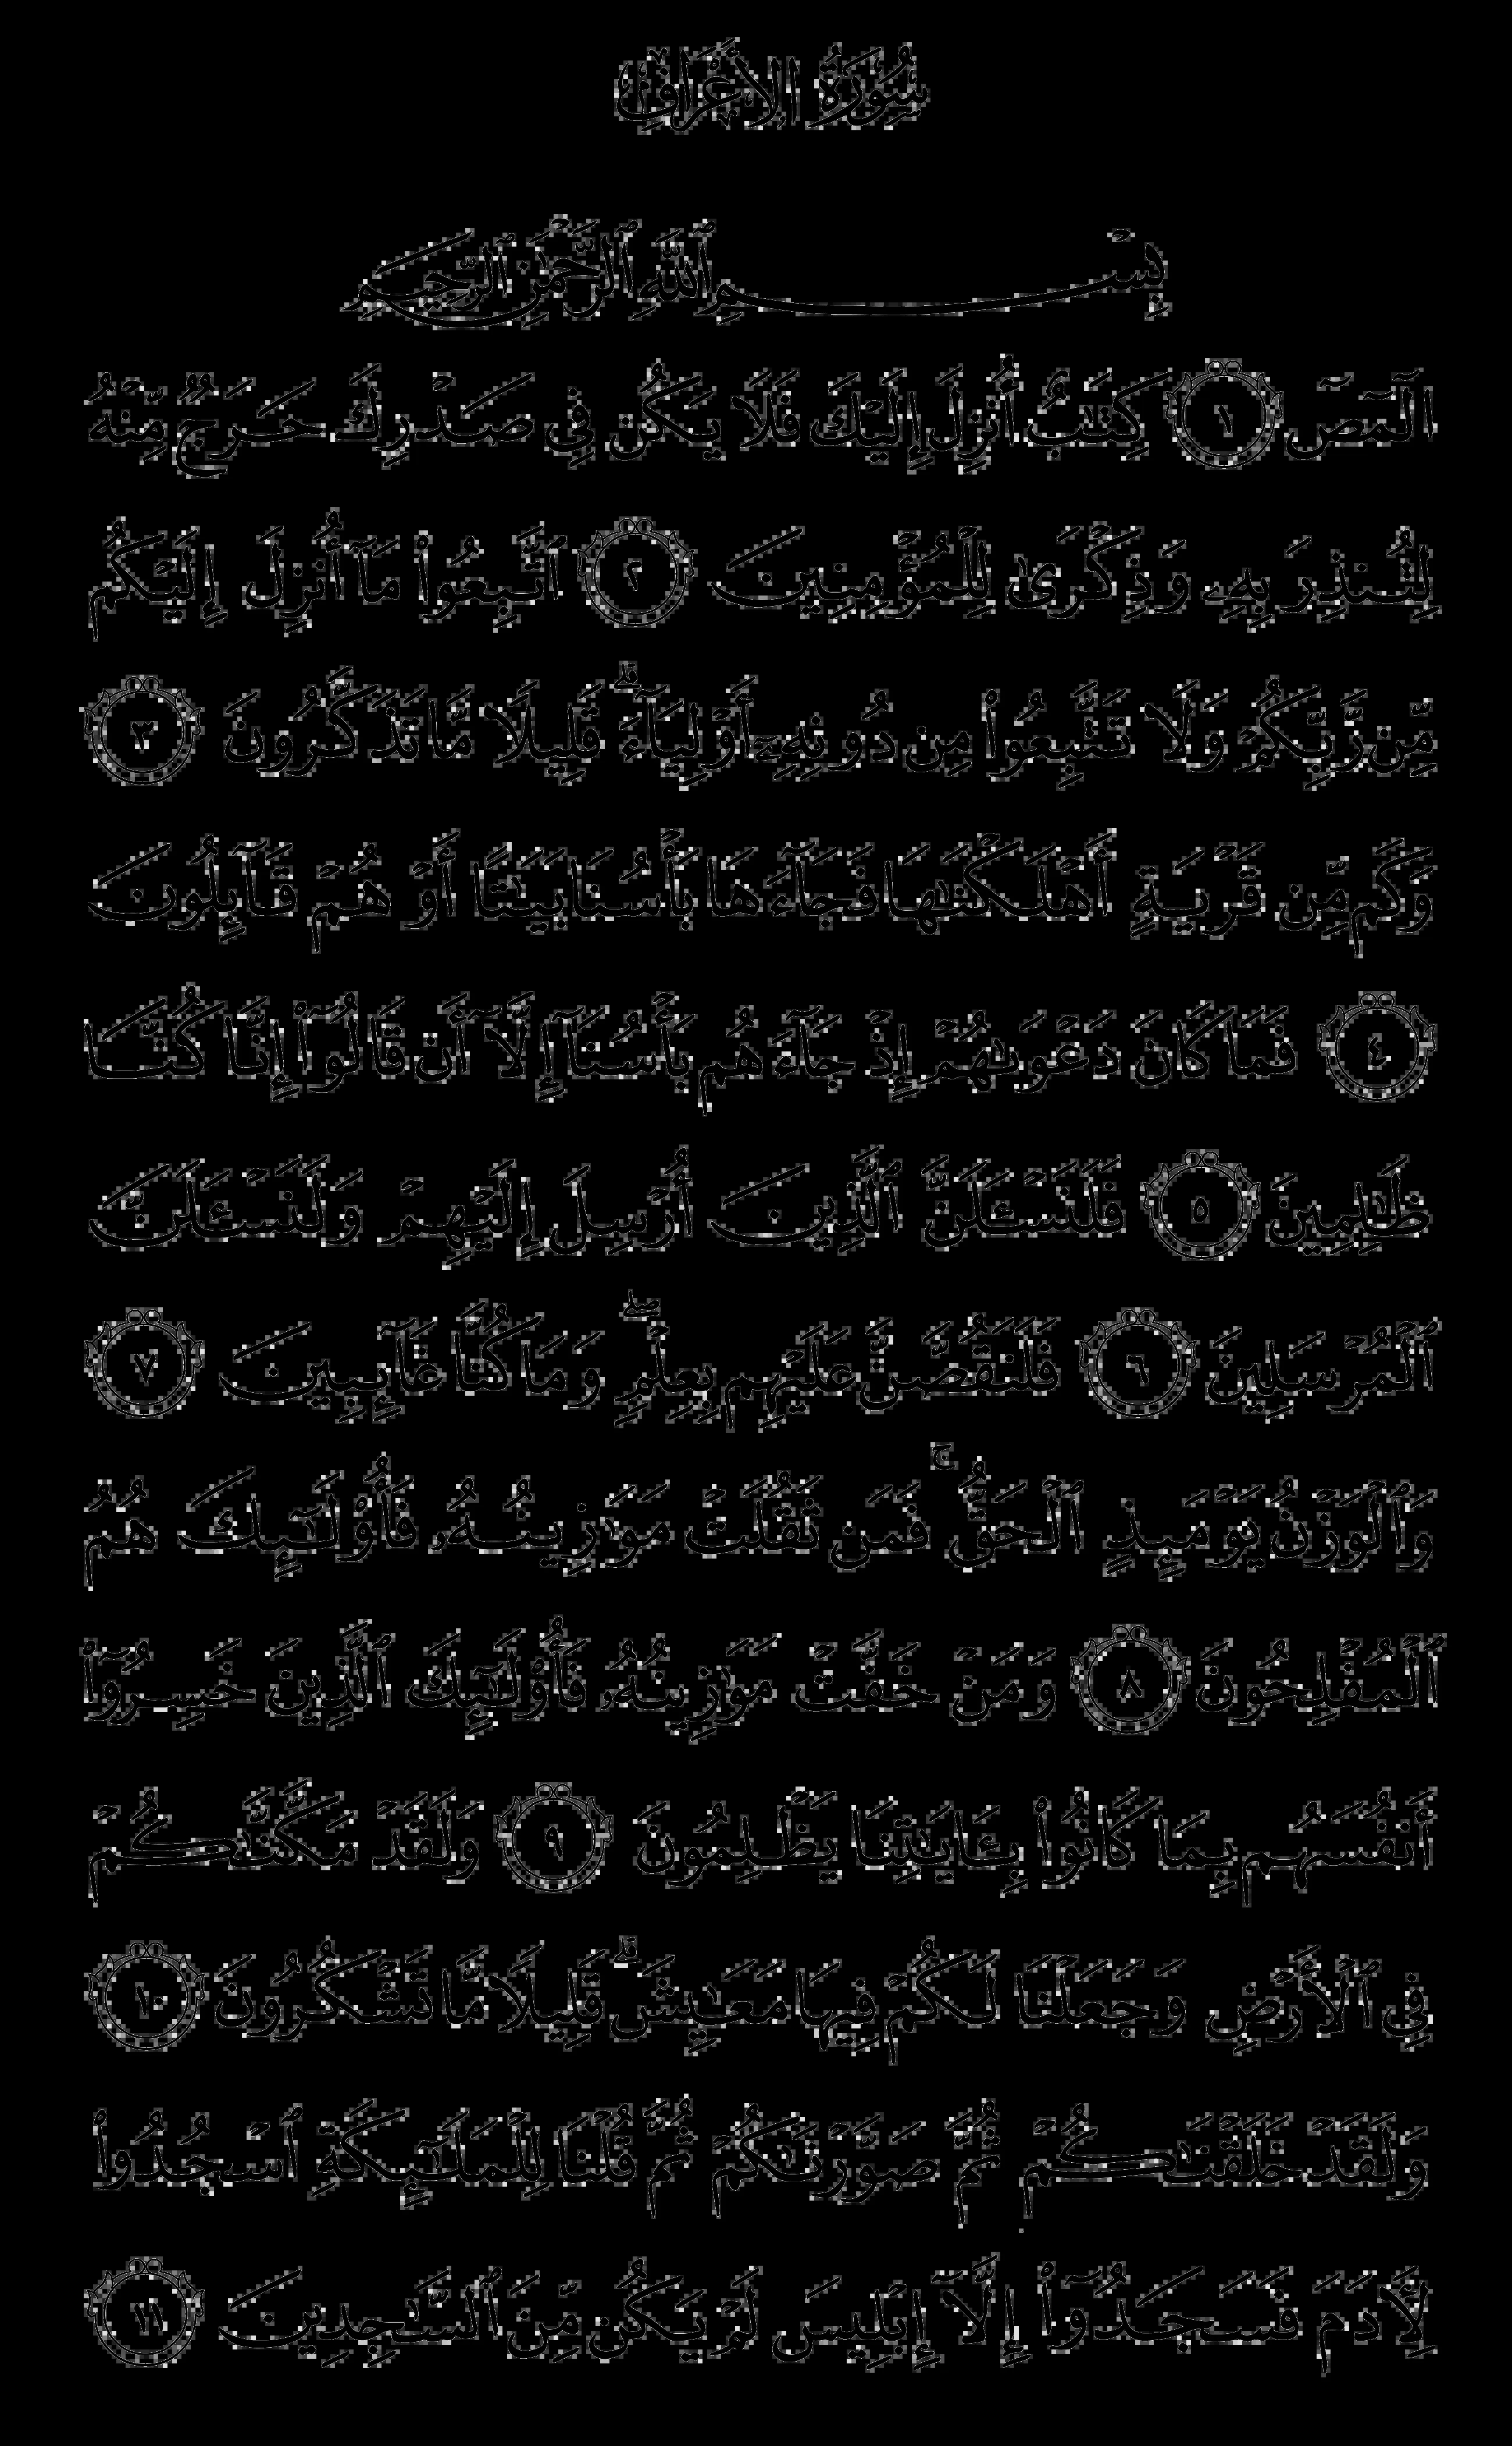 سُورَةُ الأَعْرَافِ
بِسْمِ ٱللَّهِ ٱلرَّحْمَٰنِ ٱلرَّحِيمِ
الٓمٓصٓ ١ كِتَٰبٌ أُنزِلَ إِلَيْكَ فَلَا يَكُن فِي صَدْرِكَ حَرَجٌ مِّنْهُ
لِتُنذِرَ بِهِۦ وَذِكْرَىٰ لِلْمُؤْمِنِينَ ٢ ٱتَّبِعُوا۟ مَآ أُنزِلَ إِلَيْكُم
مِّن رَّبِّكُمْ وَلَا تَتَّبِعُوا۟ مِن دُونِهِۦٓ أَوْلِيَآءَ ۗ قَلِيلًا مَّا تَذَكَّرُونَ ٣
وَكَم مِّن قَرْيَةٍ أَهْلَكْنَٰهَا فَجَآءَهَا بَأْسُنَا بَيَٰتًا أَوْ هُمْ قَآئِلُونَ
٤ فَمَا كَانَ دَعْوَىٰهُمْ إِذْ جَآءَهُم بَأْسُنَآ إِلَّآ أَن قَالُوٓا۟ إِنَّا كُنَّا
ظَٰلِمِينَ ٥ فَلَنَسْـَٔلَنَّ ٱلَّذِينَ أُرْسِلَ إِلَيْهِمْ وَلَنَسْـَٔلَنَّ
ٱلْمُرْسَلِينَ ٦ فَلَنَقُصَّنَّ عَلَيْهِم بِعِلْمٍ ۖ وَمَا كُنَّا غَآئِبِينَ ٧
وَٱلْوَزْنُ يَوْمَئِذٍ ٱلْحَقُّ ۚ فَمَن ثَقُلَتْ مَوَٰزِينُهُۥ فَأُو۟لَٰٓئِكَ هُمُ
ٱلْمُفْلِحُونَ ٨ وَمَنْ خَفَّتْ مَوَٰزِينُهُۥ فَأُو۟لَٰٓئِكَ ٱلَّذِينَ خَسِرُوٓا۟
أَنفُسَهُم بِمَا كَانُوا۟ بِـَٔايَٰتِنَا يَظْلِمُونَ ٩ وَلَقَدْ مَكَّنَّٰكُمْ
فِي ٱلْأَرْضِ وَجَعَلْنَا لَكُمْ فِيهَا مَعَٰيِشَ ۗ قَلِيلًا مَّا تَشْكُرُونَ ١٠
وَلَقَدْ خَلَقْنَٰكُمْ ثُمَّ صَوَّرْنَٰكُمْ ثُمَّ قُلْنَا لِلْمَلَٰٓئِكَةِ ٱسْجُدُوا۟
لِـَٔادَمَ فَسَجَدُوٓا۟ إِلَّآ إِبْلِيسَ لَمْ يَكُن مِّنَ ٱلسَّٰجِدِينَ ١١